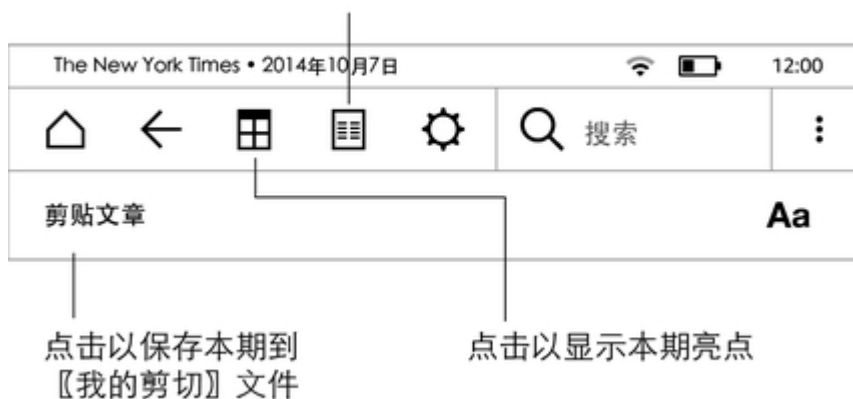 The New York Times • 2014年10月7日 12:00
搜索
剪贴文章 Aa
点击以保存本期到
〖我的剪切〗文件
点击以显示本期亮点